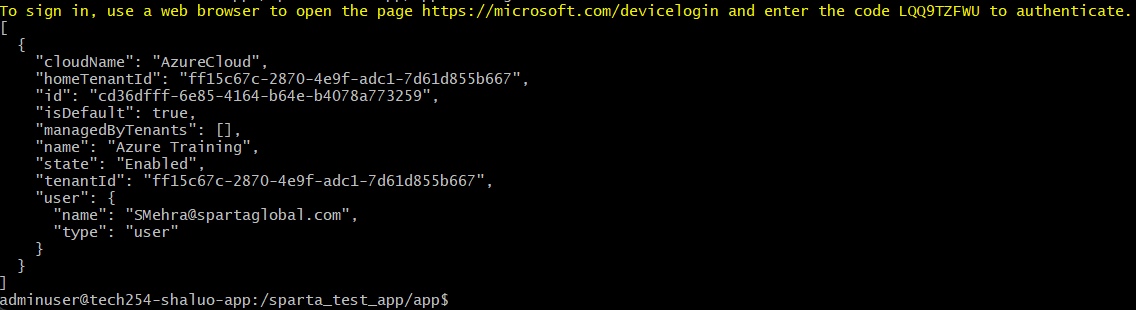 To sign in, use a web browser to open the page https://microsoft.com/devicelogin and enter the code LQQ9TZFWU to authenticate.
[
  {
    "cloudName": "AzureCloud",
    "homeTenantId": "ff15c67c-2870-4e9f-adc1-7d61d855b667",
    "id": "cd36dfff-6e85-4164-b64e-b4078a773259",
    "isDefault": true,
    "managedByTenants": [],
    "name": "Azure Training",
    "state": "Enabled",
    "tenantId": "ff15c67c-2870-4e9f-adc1-7d61d855b667",
    "user": {
      "name": "SMehra@spartaglobal.com",
      "type": "user"
    }
  }
]
adminuser@tech254-shaluo-app:/sparta_test_app/app$